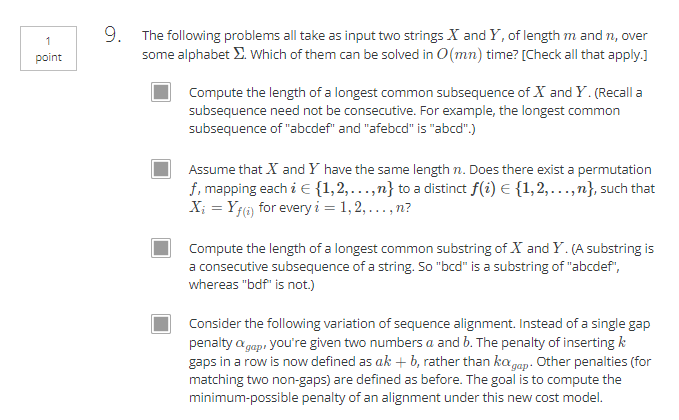 1
point
9. The following problems all take as input two strings X and Y, of length m and n, over
some alphabet Σ. Which of them can be solved in O(mn) time? [Check all that apply.]
Compute the length of a longest common subsequence of X and Y. (Recall a
subsequence need not be consecutive. For example, the longest common
subsequence of "abcdef" and "afebcd" is "abcd".)
Assume that X and Y have the same length n. Does there exist a permutation
f, mapping each i ∈ {1,2,...,n} to a distinct f(i) ∈ {1,2,...,n}, such that
X_i = Y_{f(i)} for every i = 1, 2, ..., n?
Compute the length of a longest common substring of X and Y. (A substring is
a consecutive subsequence of a string. So "bcd" is a substring of "abcdef",
whereas "bdf" is not.)
Consider the following variation of sequence alignment. Instead of a single gap
penalty α_{gap}, you're given two numbers a and b. The penalty of inserting k
gaps in a row is now defined as ak + b, rather than kα_{gap}. Other penalties (for
matching two non-gaps) are defined as before. The goal is to compute the
minimum-possible penalty of an alignment under this new cost model.